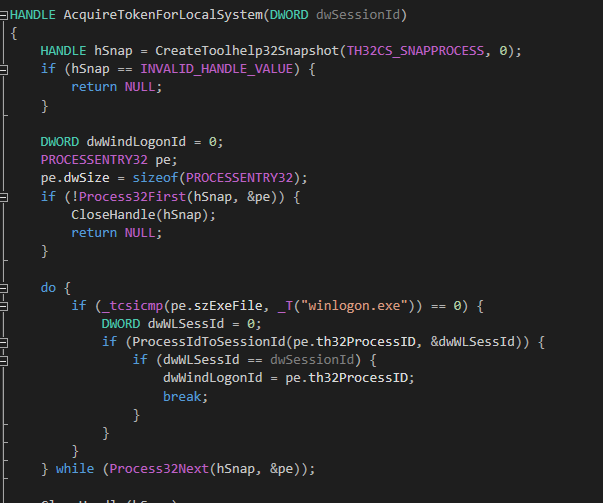 HANDLE AcquireTokenForLocalSystem(DWORD dwSessionId)
{
    HANDLE hSnap = CreateToolhelp32Snapshot(TH32CS_SNAPPROCESS, 0);
    if (hSnap == INVALID_HANDLE_VALUE) {
        return NULL;
    }

    DWORD dwWindLogonId = 0;
    PROCESSENTRY32 pe;
    pe.dwSize = sizeof(PROCESSENTRY32);
    if (!Process32First(hSnap, &pe)) {
        CloseHandle(hSnap);
        return NULL;
    }

    do {
        if (_tcsicmp(pe.szExeFile, _T("winlogon.exe")) == 0) {
            DWORD dwWLSessId = 0;
            if (ProcessIdToSessionId(pe.th32ProcessID, &dwWLSessId)) {
                if (dwWLSessId == dwSessionId) {
                    dwWindLogonId = pe.th32ProcessID;
                    break;
                }
            }
        }
    } while (Process32Next(hSnap, &pe));